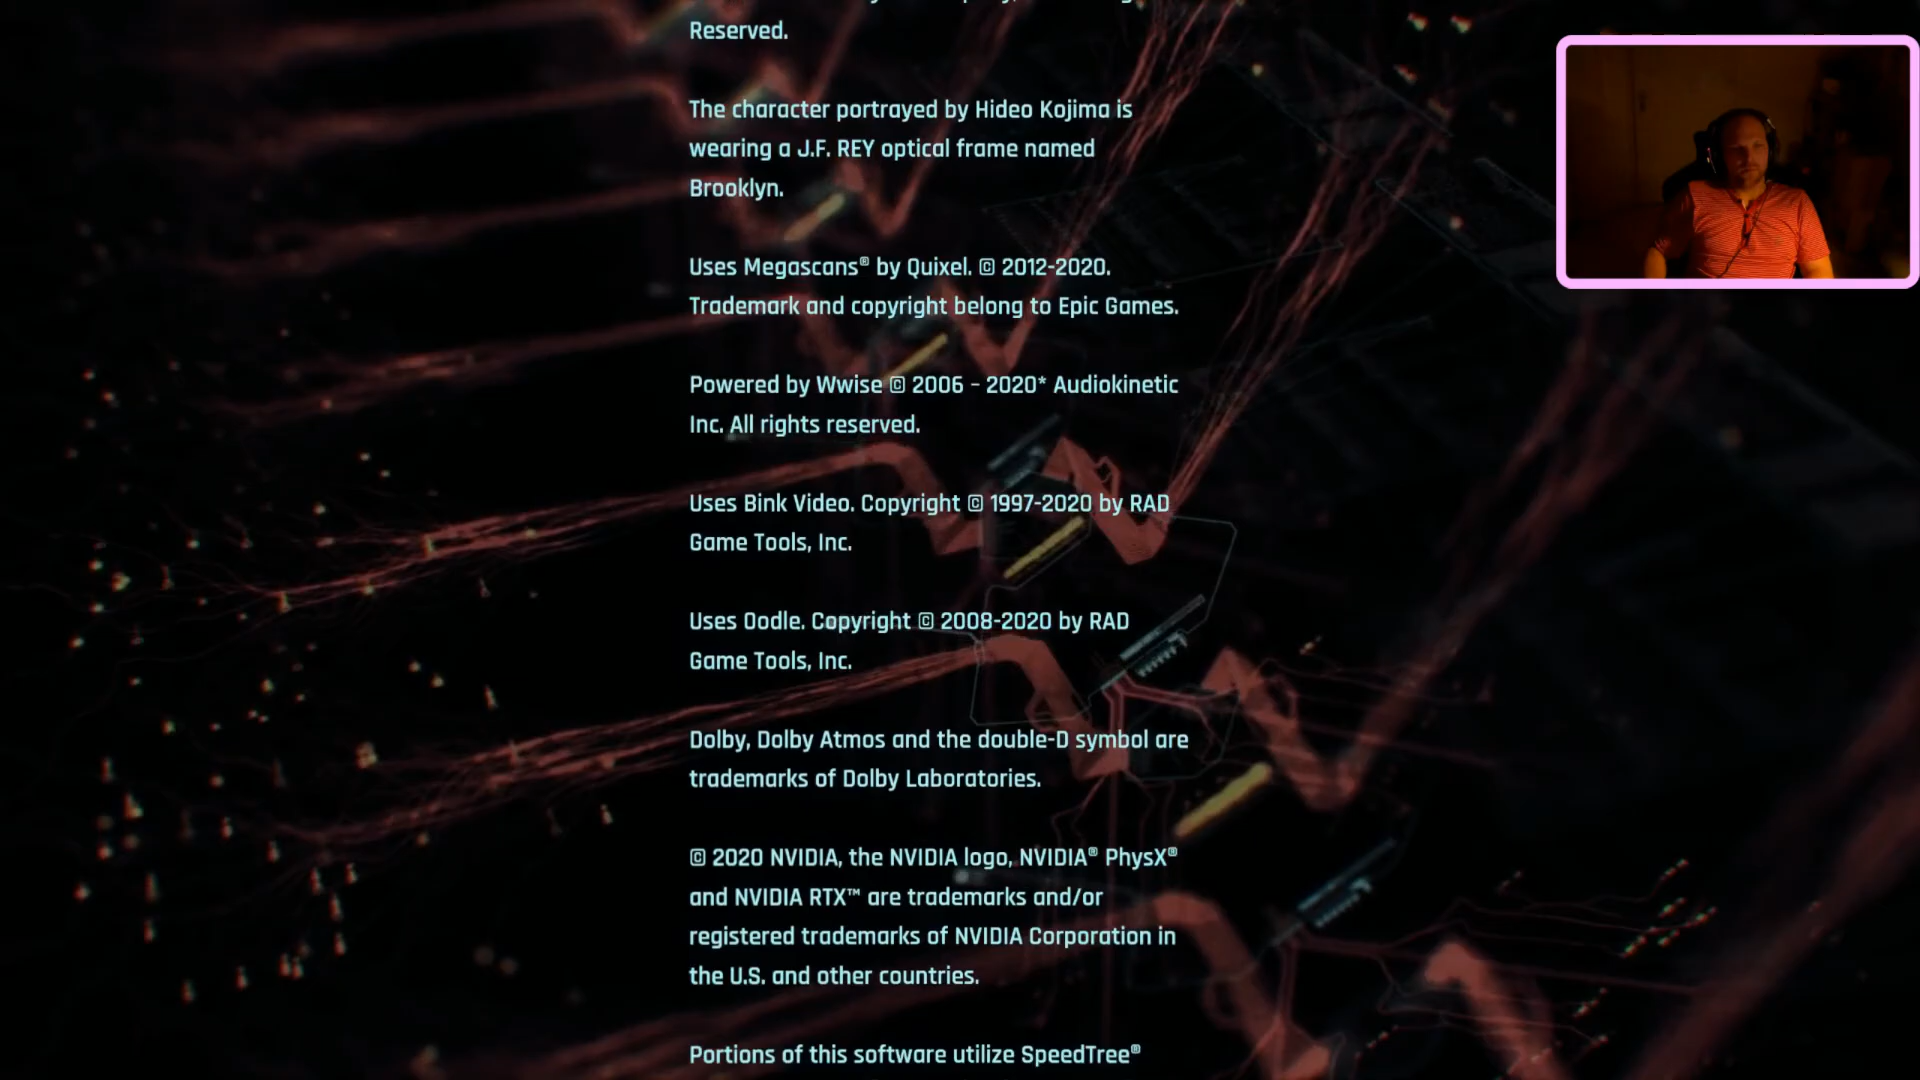 Reserved.
The character portrayed by Hideo Kojima is
wearing a J.F. REY optical frame named
Brooklyn.
Uses Megascans® by Quixel. © 2012-2020.
Trademark and copyright belong to Epic Games.
Powered by Wwise © 2006 – 2020* Audiokinetic
Inc. All rights reserved.
Uses Bink Video. Copyright © 1997-2020 by RAD
Game Tools, Inc.
Uses Oodle. Copyright © 2008-2020 by RAD
Game Tools, Inc.
Dolby, Dolby Atmos and the double-D symbol are
trademarks of Dolby Laboratories.
© 2020 NVIDIA, the NVIDIA logo, NVIDIA® PhysX®
and NVIDIA RTX™ are trademarks and/or
registered trademarks of NVIDIA Corporation in
the U.S. and other countries.
Portions of this software utilize SpeedTree®